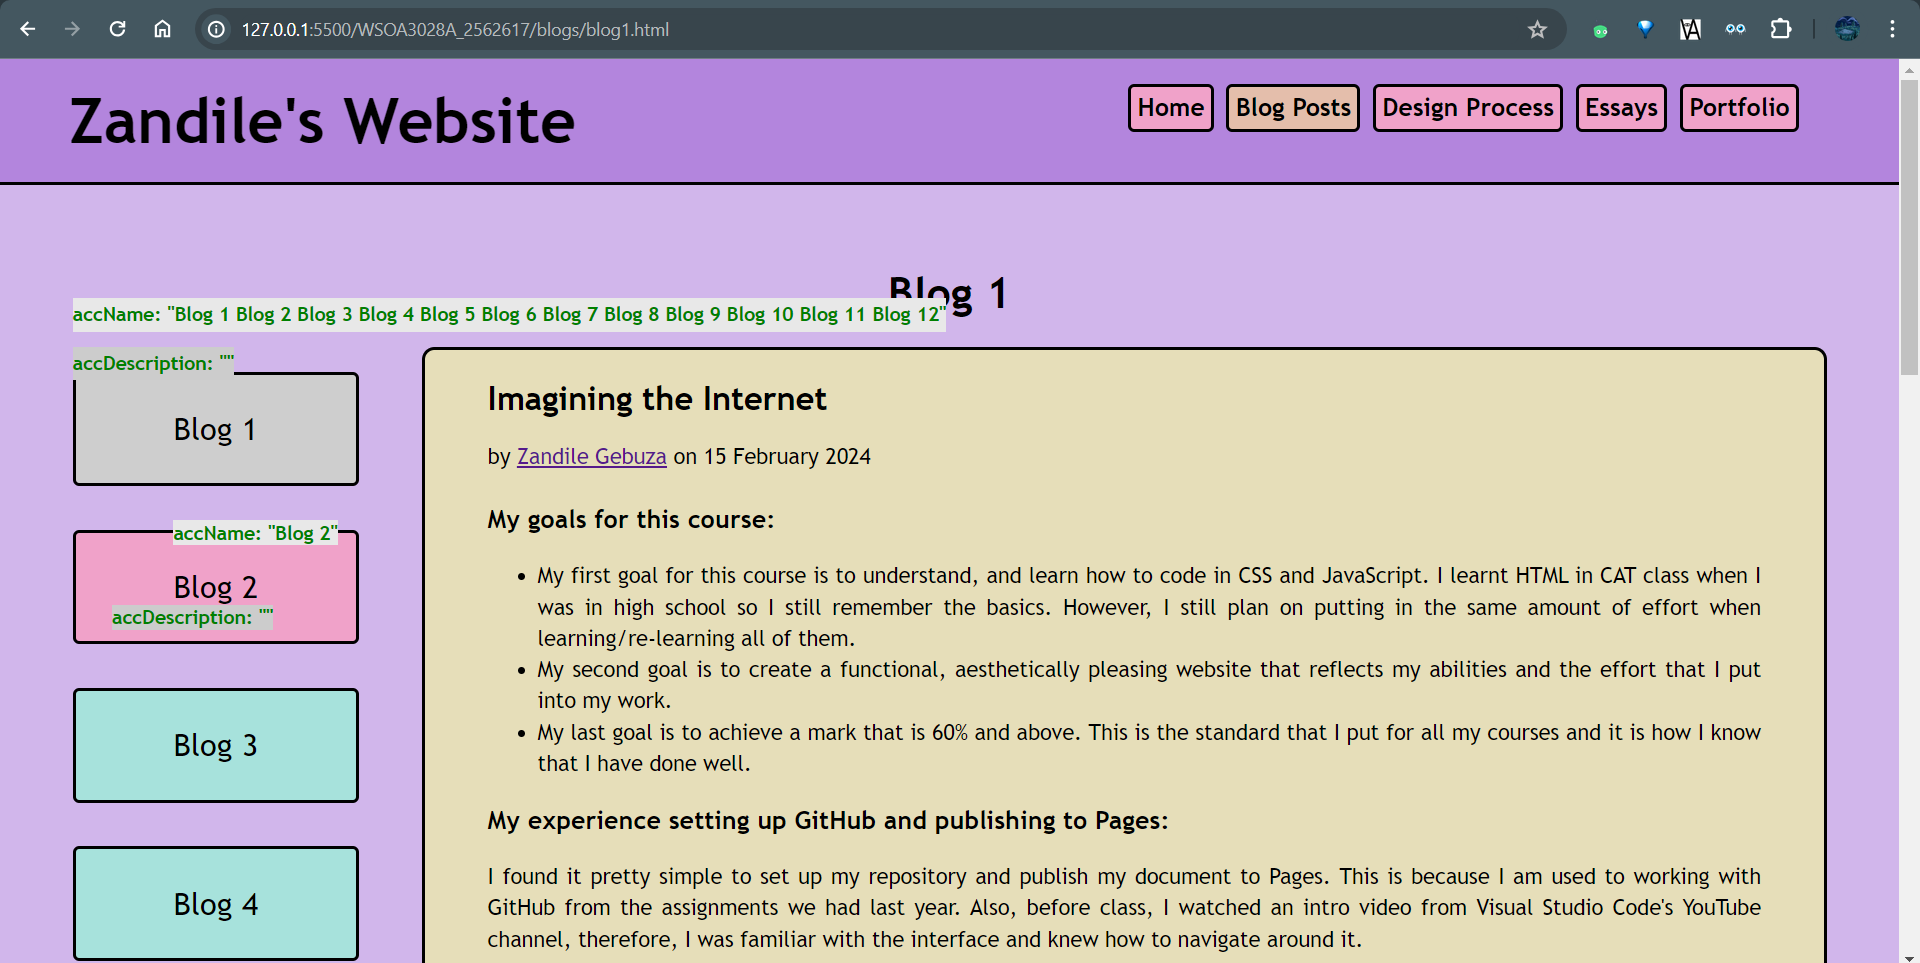 127.0.0.1:5500/WSOA3028A_2562617/blogs/blog1.html
Zandile's Website
Home
Blog Posts
Design Process
Essays
Portfolio
Blog 1
accName: "Blog 1 Blog 2 Blog 3 Blog 4 Blog 5 Blog 6 Blog 7 Blog 8 Blog 9 Blog 10 Blog 11 Blog 12"
accDescription: ""
Blog 1
accName: "Blog 2"
Blog 2
accDescription: ""
Blog 3
Blog 4
Imagining the Internet
by Zandile Gebuza on 15 February 2024
My goals for this course:
• My first goal for this course is to understand, and learn how to code in CSS and JavaScript. I learnt HTML in CAT class when I
was in high school so I still remember the basics. However, I still plan on putting in the same amount of effort when
learning/re-learning all of them.
• My second goal is to create a functional, aesthetically pleasing website that reflects my abilities and the effort that I put
into my work.
• My last goal is to achieve a mark that is 60% and above. This is the standard that I put for all my courses and it is how I know
that I have done well.
My experience setting up GitHub and publishing to Pages:
I found it pretty simple to set up my repository and publish my document to Pages. This is because I am used to working with
GitHub from the assignments we had last year. Also, before class, I watched an intro video from Visual Studio Code's YouTube
channel, therefore, I was familiar with the interface and knew how to navigate around it.